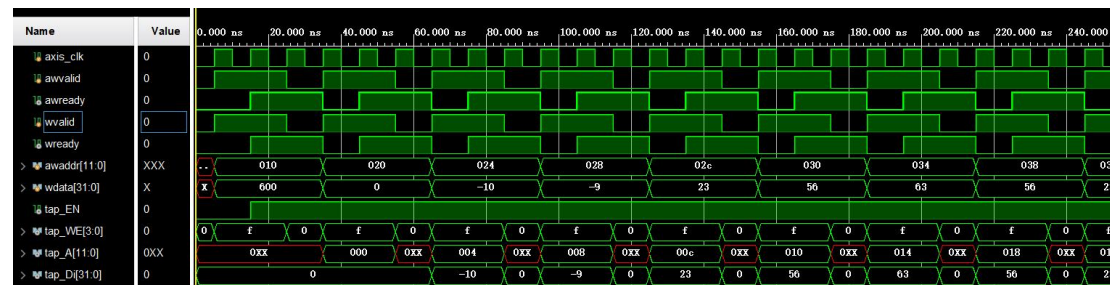 Name Value 0.000 ns 20.000 ns 40.000 ns 60.000 ns 80.000 ns 100.000 ns 120.000 ns 140.000 ns 160.000 ns 180.000 ns 200.000 ns 220.000 ns 240.000
axis_clk 0
awvalid 0
awready 0
wvalid 0
wready 0
awaddr[11:0] XXX .. 010 020 024 028 02c 030 034 038 03
wdata[31:0] X X 600 0 -10 -9 23 56 63 56 2
tap_EN 0
tap_WE[3:0] 0 0 f 0 f 0 f 0 f 0 f 0 f 0 f 0 f 0 f
tap_A[11:0] 0XX 0XX 000 0XX 004 0XX 008 0XX 00c 0XX 010 0XX 014 0XX 018 0XX 01
tap_Di[31:0] 0 0 -10 0 -9 0 23 0 56 0 63 0 56 0 2